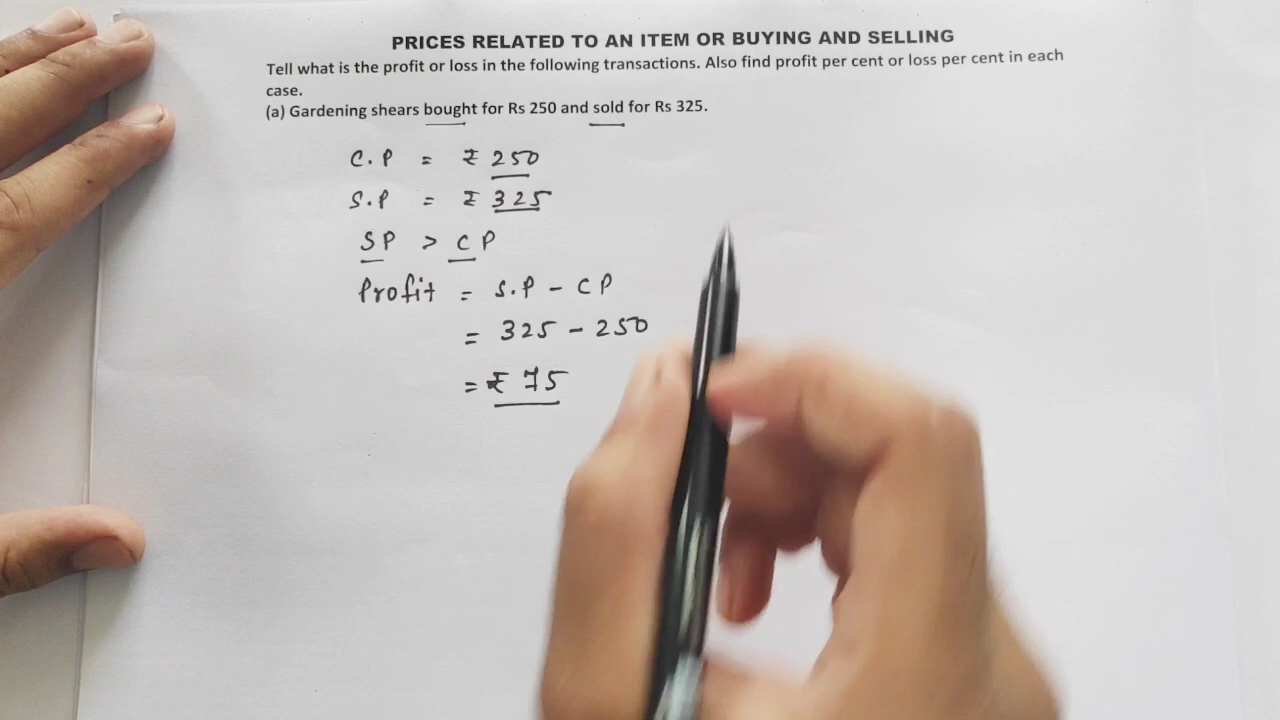 PRICES RELATED TO AN ITEM OR BUYING AND SELLING
Tell what is the profit or loss in the following transactions. Also find profit per cent or loss per cent in each
case.
(a) Gardening shears bought for Rs 250 and sold for Rs 325.
C.P = ₹ 250
S.P = ₹ 325
SP > CP
Profit = S.P - CP
= 325 - 250
= ₹ 75